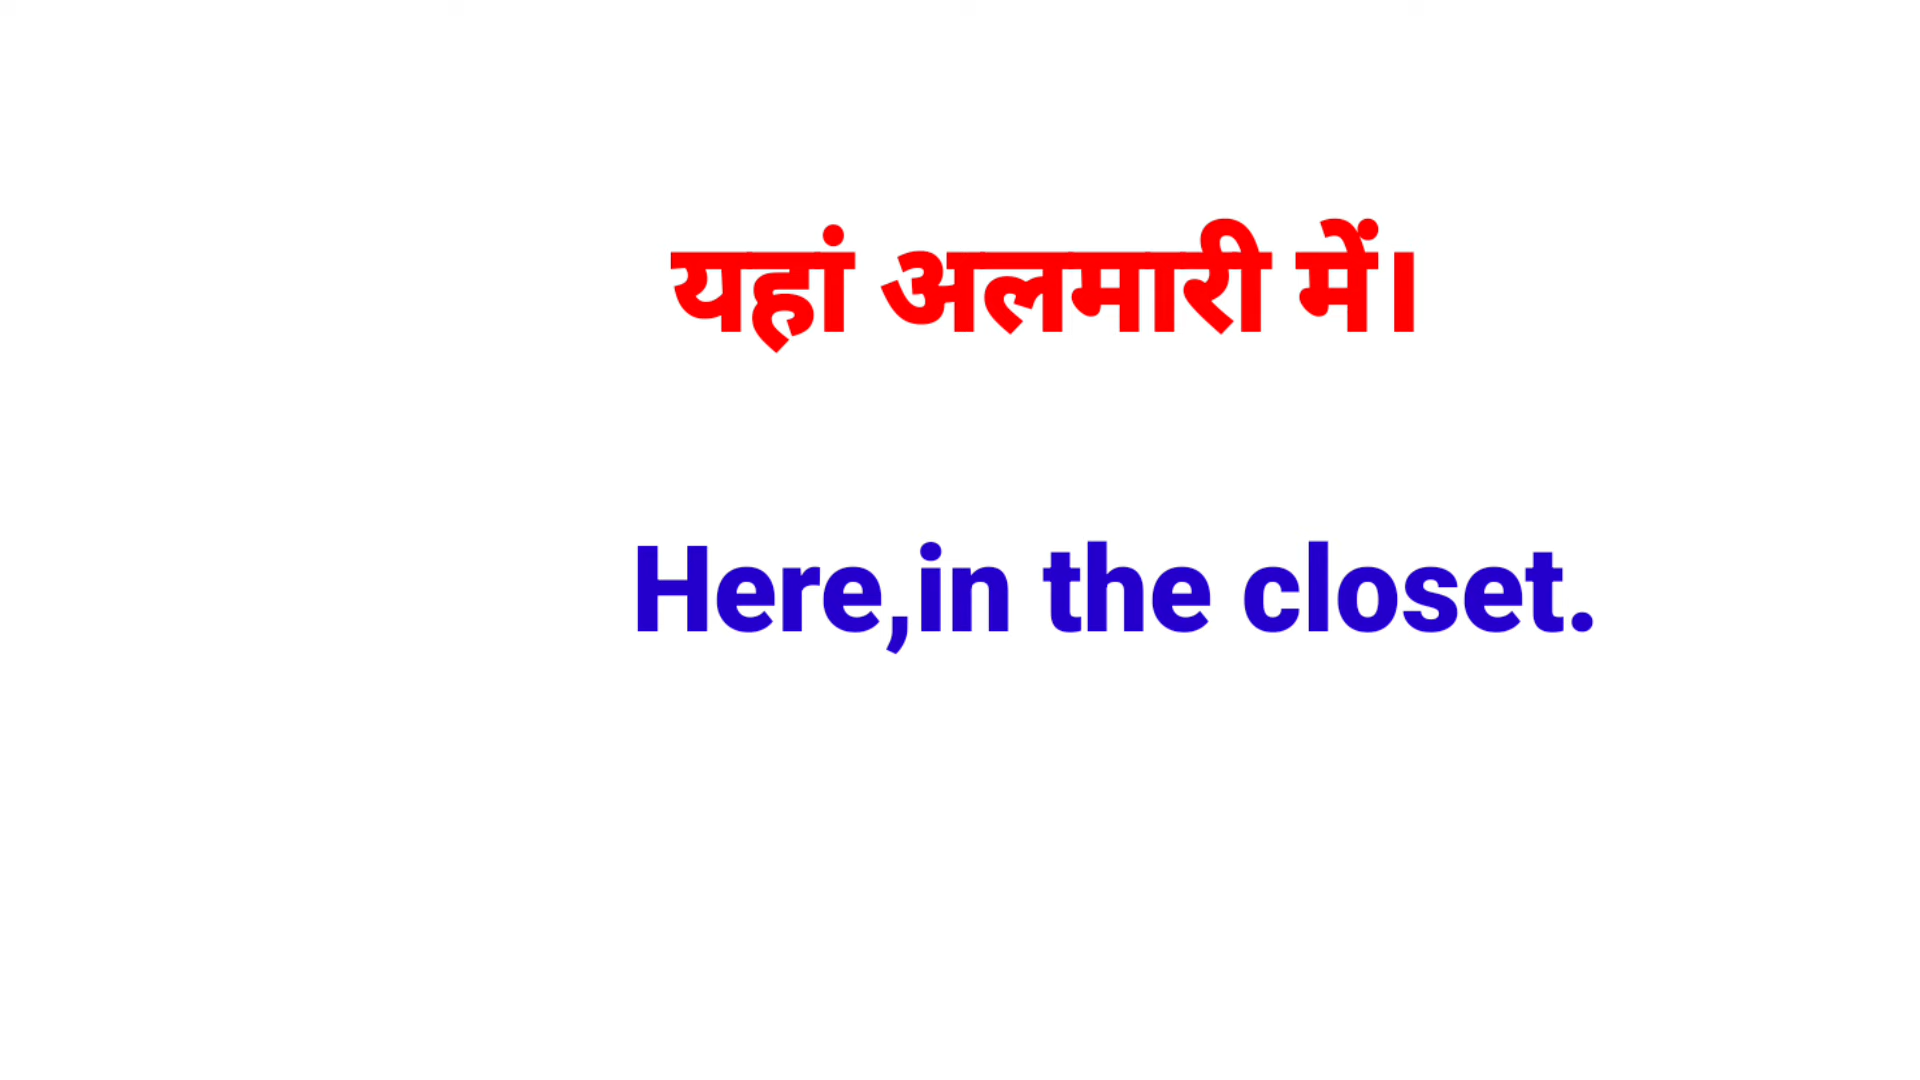 यहां अलमारी में।
Here,in the closet.